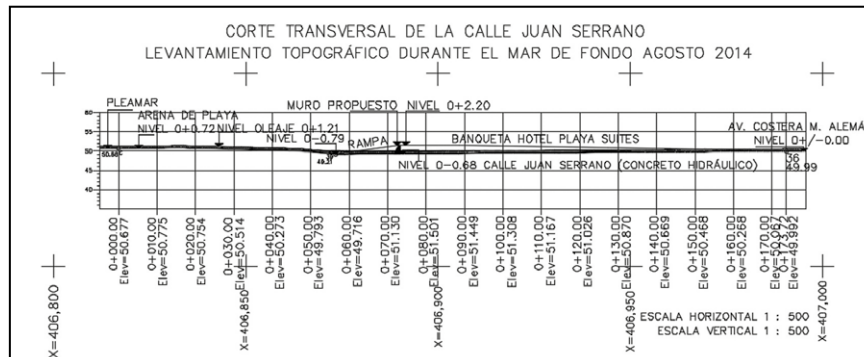 CORTE TRANSVERSAL DE LA CALLE JUAN SERRANO
LEVANTAMIENTO TOPOGRÁFICO DURANTE EL MAR DE FONDO AGOSTO 2014
PLEAMAR
MURO PROPUESTO NIVEL 0+2.20
ARENA DE PLAYA
NIVEL 0+0.72
NIVEL OLEAJE 0+1.21
NIVEL 0-0.79
RAMPA
BANQUETA HOTEL PLAYA SUITES
AV. COSTERA M. ALEMÁ
NIVEL 0+/-0.00
NIVEL 0-0.68 CALLE JUAN SERRANO (CONCRETO HIDRÁULICO)
36
49.99
60
55
50
45
40
0+000.00
Elev=50.677
0+010.00
Elev=50.775
0+020.00
Elev=50.754
0+030.00
Elev=50.514
0+040.00
Elev=50.273
0+050.00
Elev=49.793
0+060.00
Elev=49.716
0+070.00
Elev=51.130
0+080.00
Elev=51.501
0+090.00
Elev=51.449
0+100.00
Elev=51.308
0+110.00
Elev=51.167
0+120.00
Elev=51.026
0+130.00
Elev=50.870
0+140.00
Elev=50.669
0+150.00
Elev=50.468
0+160.00
Elev=50.268
0+170.00
Elev=50.067
Elev=49.992
X=406,800
X=406,850
X=406,900
X=406,950
X=407,000
ESCALA HORIZONTAL 1 : 500
ESCALA VERTICAL 1 : 500